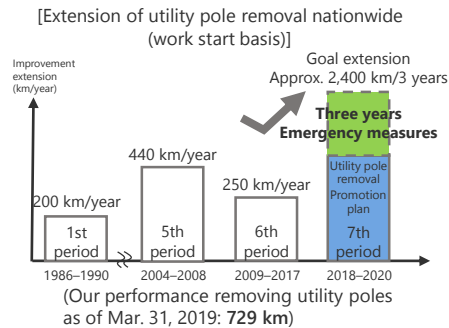 [Extension of utility pole removal nationwide
(work start basis)]
Goal extension
Approx. 2,400 km/3 years
Improvement
extension
(km/year)
Three years
Emergency measures
440 km/year
Utility pole
removal
Promotion
plan
200 km/year
250 km/year
1st
period
5th
period
6th
period
7th
period
1986–1990
2004–2008
2009–2017
2018–2020
(Our performance removing utility poles
as of Mar. 31, 2019: 729 km)